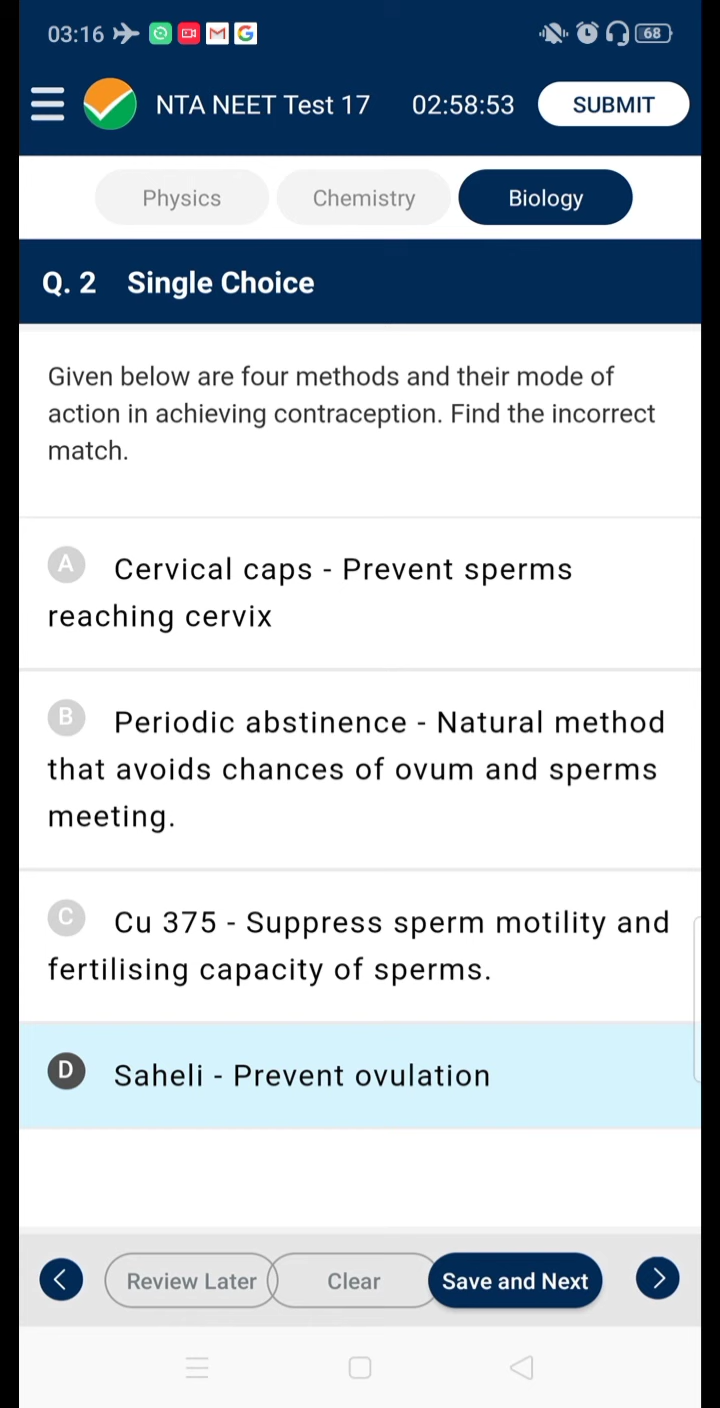 03:16 68
NTA NEET Test 17 02:58:53 SUBMIT
Physics Chemistry Biology
Q. 2 Single Choice
Given below are four methods and their mode of
action in achieving contraception. Find the incorrect
match.
A Cervical caps - Prevent sperms
reaching cervix
B Periodic abstinence - Natural method
that avoids chances of ovum and sperms
meeting.
C Cu 375 - Suppress sperm motility and
fertilising capacity of sperms.
D Saheli - Prevent ovulation
Review Later Clear Save and Next